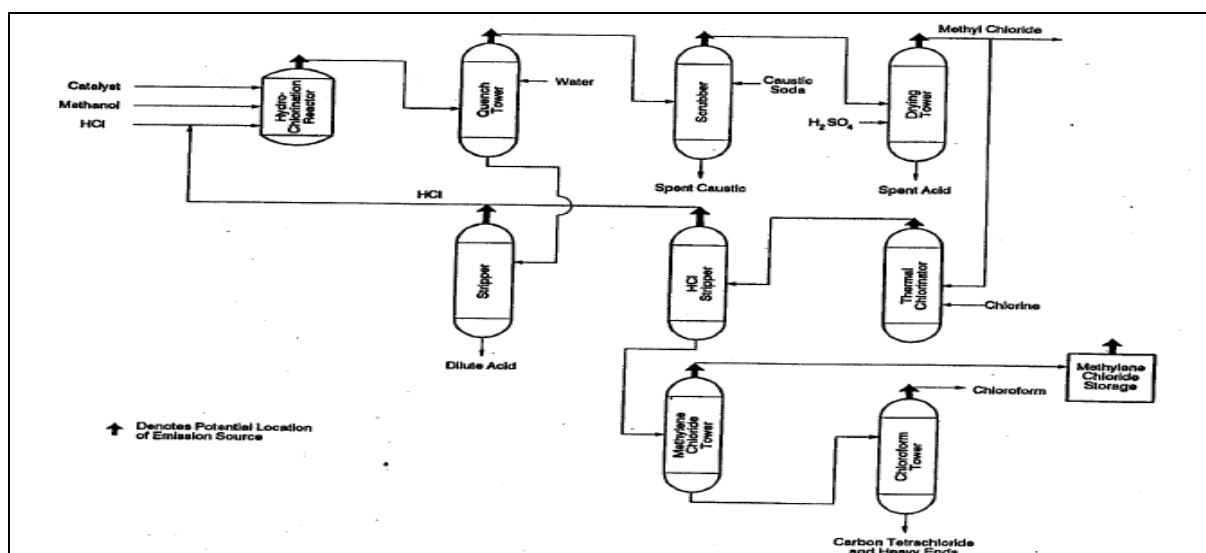 Methyl Chloride
Catalyst
Methanol
HCl
Hydro-
Chlorination
Reactor
Quench
Tower
Water
Scrubber
Caustic
Soda
H2SO4
Drying
Tower
Spent Caustic
Spent Acid
HCl
Stripper
HCl
Stripper
Thermal
Chlorinator
Chlorine
Dilute Acid
Methylene
Chloride
Storage
Methylene
Chloride
Tower
Chloroform
Chloroform
Tower
Denotes Potential Location
of Emission Source
Carbon Tetrachloride
and Heavy Ends